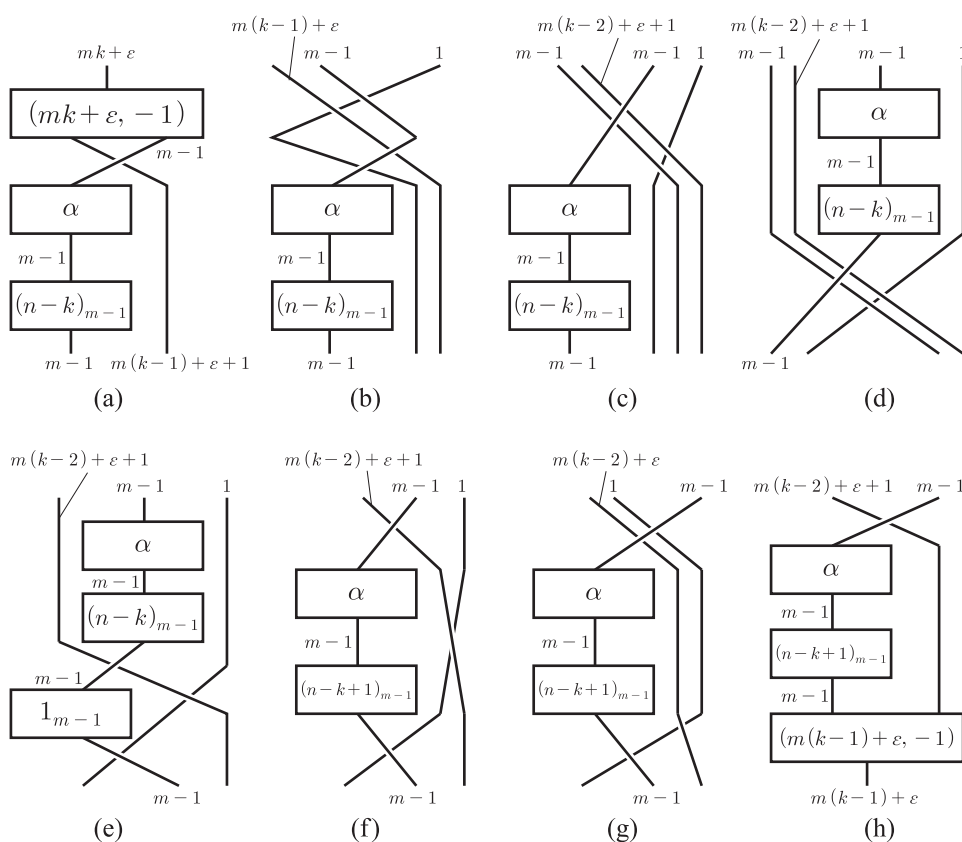 mk+ε
(mk+ε, −1)
m−1
α
m−1
(n−k)_{m−1}
m−1
m(k−1)+ε+1
(a)
m(k−1)+ε
m−1
1
α
m−1
(n−k)_{m−1}
m−1
(b)
m(k−2)+ε+1
m−1
m−1
1
α
m−1
(n−k)_{m−1}
m−1
(c)
m(k−2)+ε+1
m−1
m−1
1
α
m−1
(n−k)_{m−1}
m−1
(d)
m(k−2)+ε+1
m−1
1
α
m−1
(n−k)_{m−1}
m−1
1_{m−1}
m−1
(e)
m(k−2)+ε+1
m−1
1
α
m−1
(n−k+1)_{m−1}
m−1
(f)
m(k−2)+ε
1
m−1
α
m−1
(n−k+1)_{m−1}
m−1
(g)
m(k−2)+ε+1
m−1
α
m−1
(n−k+1)_{m−1}
m−1
(m(k−1)+ε, −1)
m(k−1)+ε
(h)